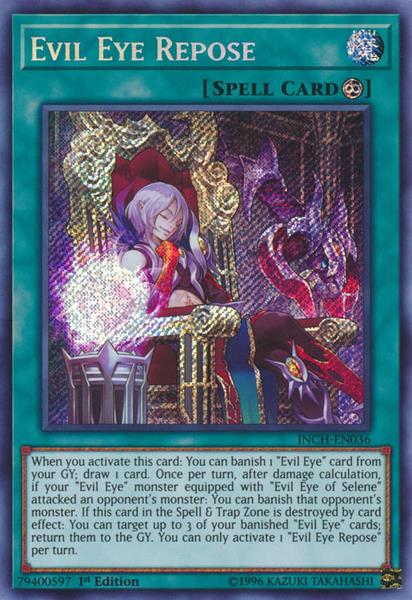 Evil Eye Repose
[Spell Card]
INCH-EN036
When you activate this card: You can banish 1 "Evil Eye" card from
your GY; draw 1 card. Once per turn, after damage calculation,
if your "Evil Eye" monster equipped with "Evil Eye of Selene"
attacked an opponent's monster: You can banish that opponent's
monster. If this card in the Spell & Trap Zone is destroyed by card
effect: You can target up to 3 of your banished "Evil Eye" cards;
return them to the GY. You can only activate 1 "Evil Eye Repose"
per turn.
79400597 1st Edition ©1996 KAZUKI TAKAHASHI